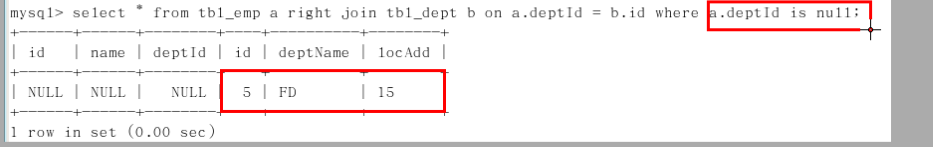 mysql> select * from tbl_emp a right join tbl_dept b on a.deptId = b.id where a.deptId is null;
+------+------+--------+----+----------+--------+
| id   | name | deptId | id | deptName | locAdd |
+------+------+--------+----+----------+--------+
| NULL | NULL |   NULL |  5 | FD       | 15     |
+------+------+--------+----+----------+--------+
1 row in set (0.00 sec)